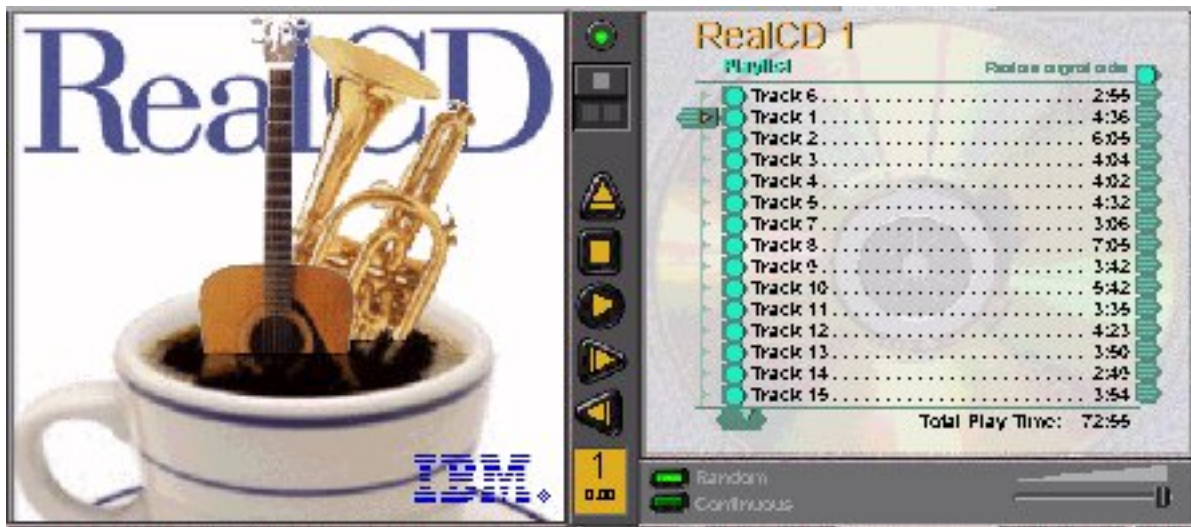 RealCD
IBM
1
0.00
RealCD 1
Playlist Restore original order
Track 6 2:55
Track 1 4:36
Track 2 6:05
Track 3 4:04
Track 4 4:02
Track 5 4:32
Track 7 3:06
Track 8 7:05
Track 9 3:42
Track 10 5:42
Track 11 3:35
Track 12 4:23
Track 13 3:50
Track 14
Track 15 3:54
Total Play Time: 72:55
Random
Continuous